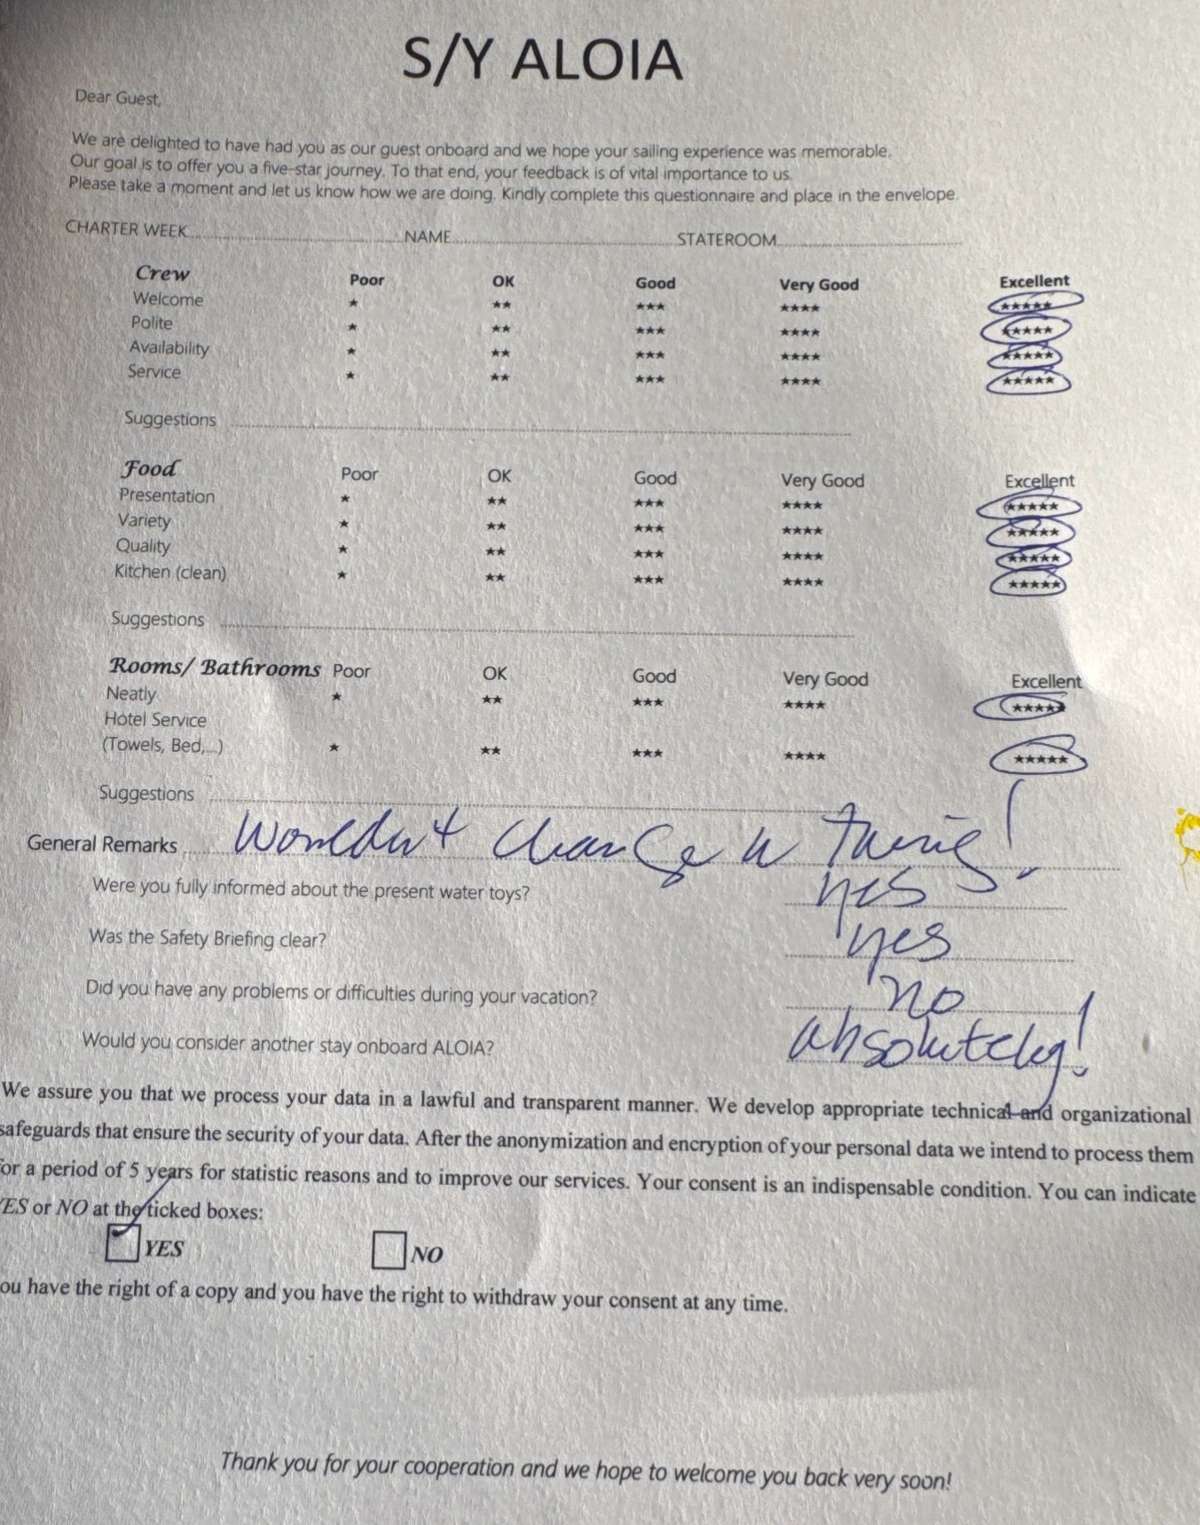 S/Y ALOIA
Dear Guest,
We are delighted to have had you as our guest onboard and we hope your sailing experience was memorable.
Our goal is to offer you a five-star journey. To that end, your feedback is of vital importance to us.
Please take a moment and let us know how we are doing. Kindly complete this questionnaire and place in the envelope.
CHARTER WEEK NAME STATEROOM
Crew Poor OK Good Very Good Excellent
Welcome ★ ★★ ★★★ ★★★★ ★★★★★
Polite ★ ★★ ★★★ ★★★★ ★★★★★
Availability ★ ★★ ★★★ ★★★★ ★★★★★
Service ★ ★★ ★★★ ★★★★ ★★★★★
Suggestions
Food Poor OK Good Very Good Excellent
Presentation ★ ★★ ★★★ ★★★★ ★★★★★
Variety ★ ★★ ★★★ ★★★★ ★★★★★
Quality ★ ★★ ★★★ ★★★★ ★★★★★
Kitchen (clean) ★ ★★ ★★★ ★★★★ ★★★★★
Suggestions
Rooms/ Bathrooms Poor OK Good Very Good Excellent
Neatly ★ ★★ ★★★ ★★★★ ★★★★★
Hotel Service
(Towels, Bed,...) ★ ★★ ★★★ ★★★★ ★★★★★
Suggestions
General Remarks Wouldn't change a thing!
Were you fully informed about the present water toys? yes
Was the Safety Briefing clear? yes
Did you have any problems or difficulties during your vacation? no
Would you consider another stay onboard ALOIA? absolutely!
We assure you that we process your data in a lawful and transparent manner. We develop appropriate technical and organizational
safeguards that ensure the security of your data. After the anonymization and encryption of your personal data we intend to process them
for a period of 5 years for statistic reasons and to improve our services. Your consent is an indispensable condition. You can indicate
YES or NO at the ticked boxes:
YES NO
ou have the right of a copy and you have the right to withdraw your consent at any time.
Thank you for your cooperation and we hope to welcome you back very soon!